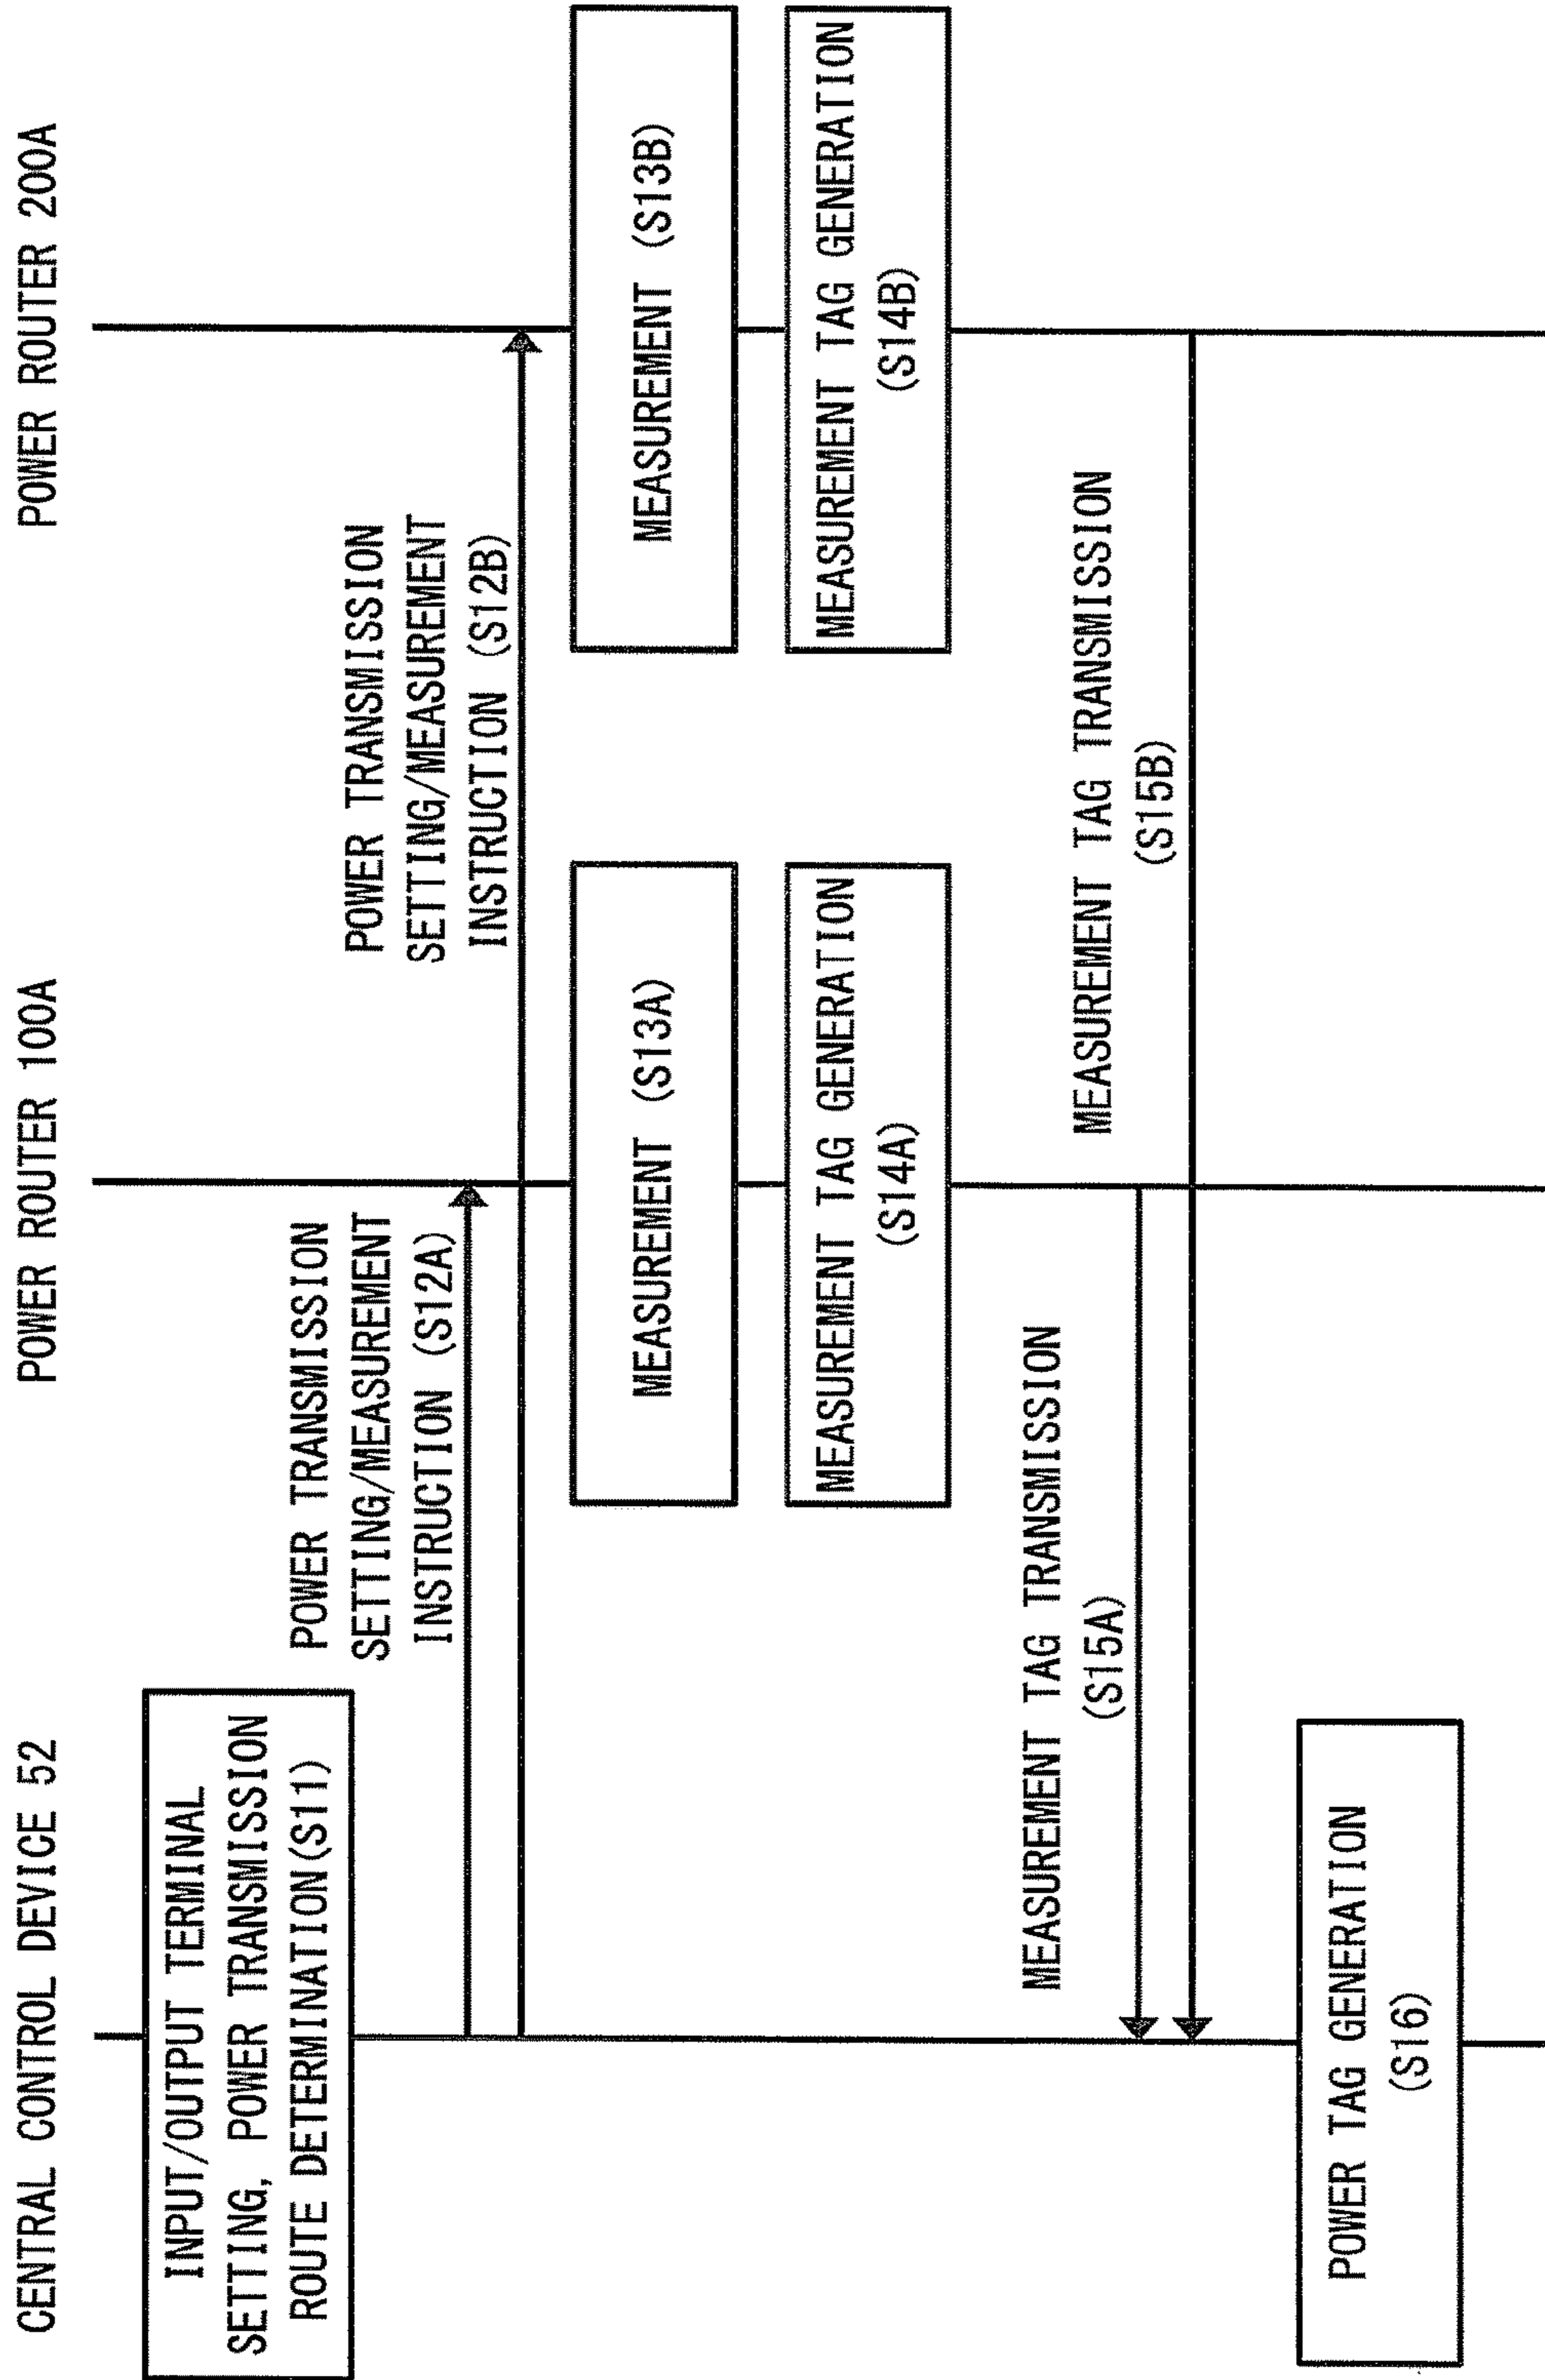 CENTRAL CONTROL DEVICE 52
POWER ROUTER 100A
POWER ROUTER 200A
INPUT/OUTPUT TERMINAL
SETTING, POWER TRANSMISSION
ROUTE DETERMINATION(S11)
POWER TRANSMISSION
SETTING/MEASUREMENT
INSTRUCTION (S12A)
POWER TRANSMISSION
SETTING/MEASUREMENT
INSTRUCTION (S12B)
MEASUREMENT (S13A)
MEASUREMENT (S13B)
MEASUREMENT TAG GENERATION
(S14A)
MEASUREMENT TAG GENERATION
(S14B)
MEASUREMENT TAG TRANSMISSION
(S15A)
MEASUREMENT TAG TRANSMISSION
(S15B)
POWER TAG GENERATION
(S16)